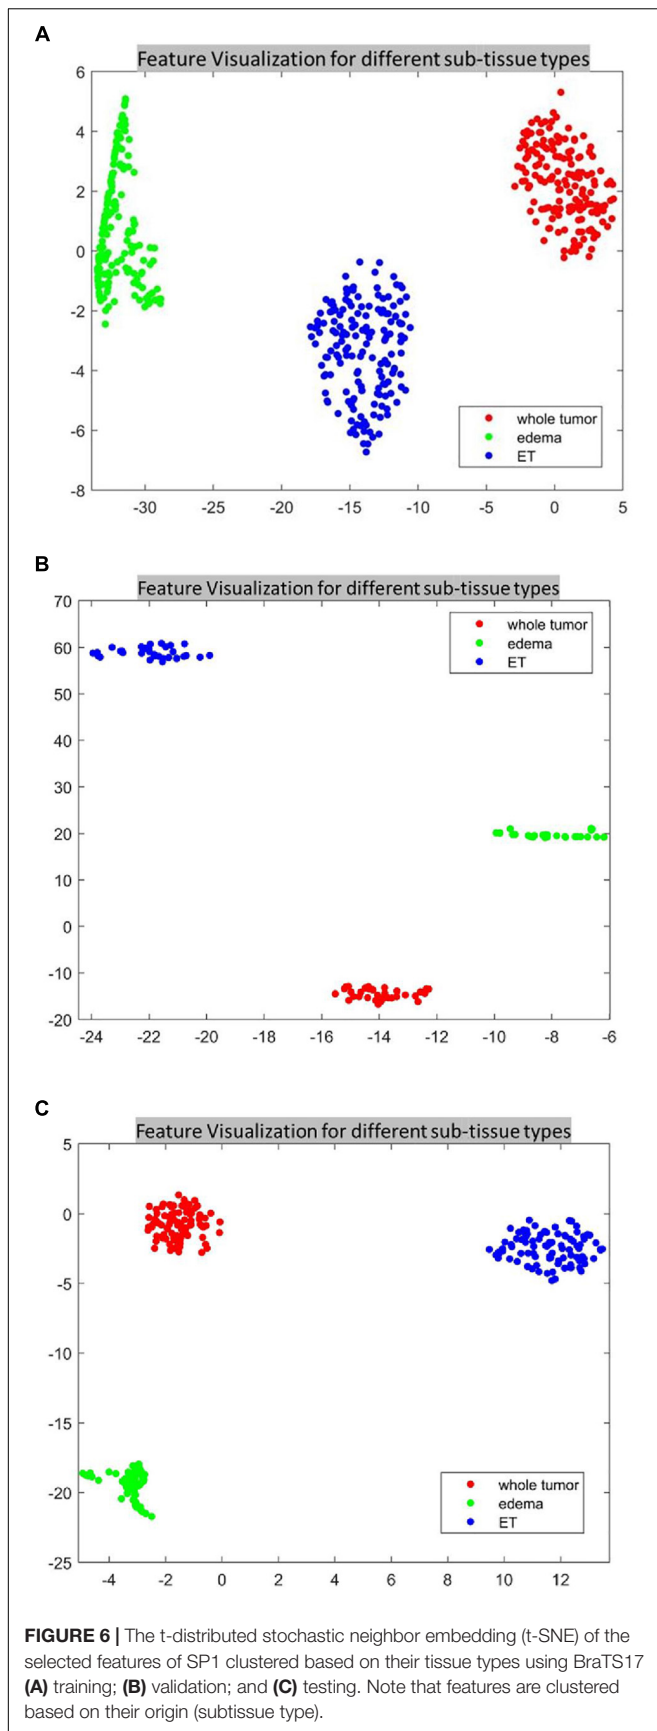 A
Feature Visualization for different sub-tissue types
6
4
2
0
-2
-4
-6
-8
whole tumor
edema
ET
-30 -25 -20 -15 -10 -5 0 5
B
Feature Visualization for different sub-tissue types
70
60
50
40
30
20
10
0
-10
-20
whole tumor
edema
ET
-24 -22 -20 -18 -16 -14 -12 -10 -8 -6
C
Feature Visualization for different sub-tissue types
5
0
-5
-10
-15
-20
-25
whole tumor
edema
ET
-4 -2 0 2 4 6 8 10 12
FIGURE 6 | The t-distributed stochastic neighbor embedding (t-SNE) of the
selected features of SP1 clustered based on their tissue types using BraTS17
(A) training; (B) validation; and (C) testing. Note that features are clustered
based on their origin (subtissue type).